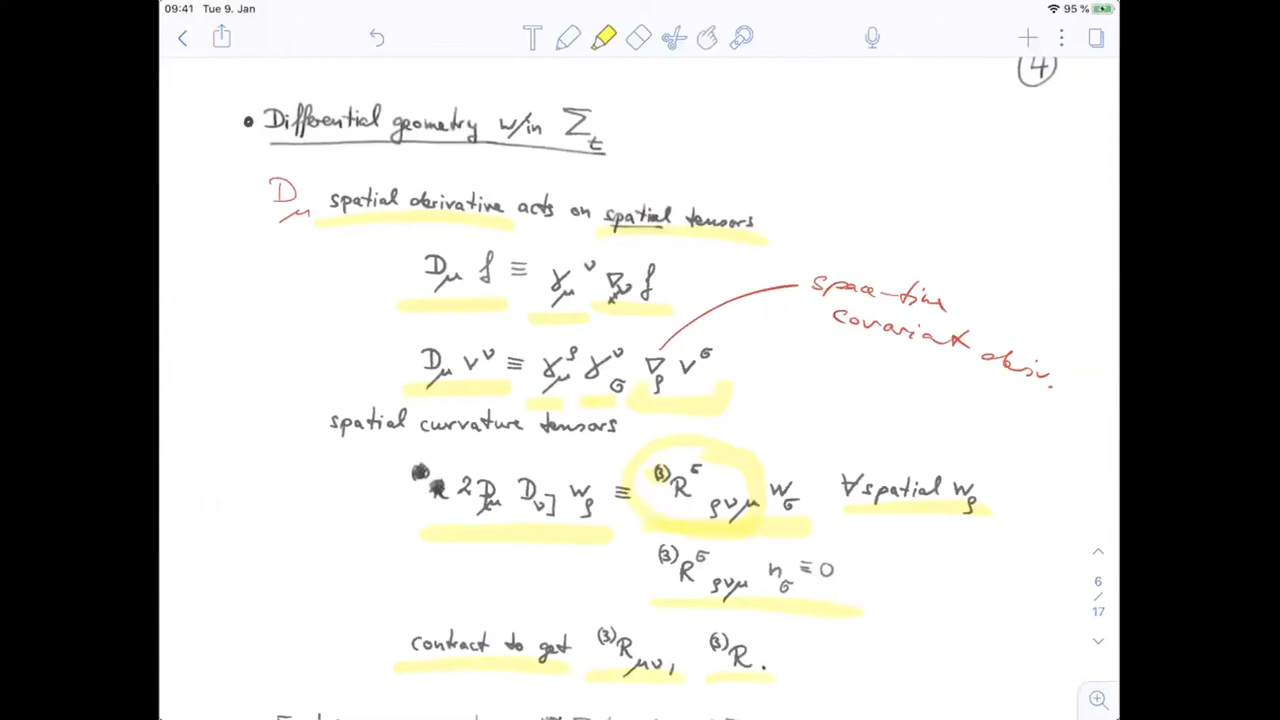 09:41 Tue 9. Jan 95 %
④
• Differential geometry w/in Σ_t
D_μ spatial derivative acts on spatial tensors
D_μ f ≡ γ_μ^ν ∇_ν f
space-time
covariant deriv.
D_μ v^ν ≡ γ_μ^ρ γ^ν_σ ∇_ρ v^σ
spatial curvature tensors
2 D_[μ D_ν] w_ρ ≡ ⁽³⁾R^σ_ρνμ w_σ ∀ spatial w_ρ
⁽³⁾R^σ_ρνμ n_σ ≡ 0
6
/
17
contract to get ⁽³⁾R_μν, ⁽³⁾R.